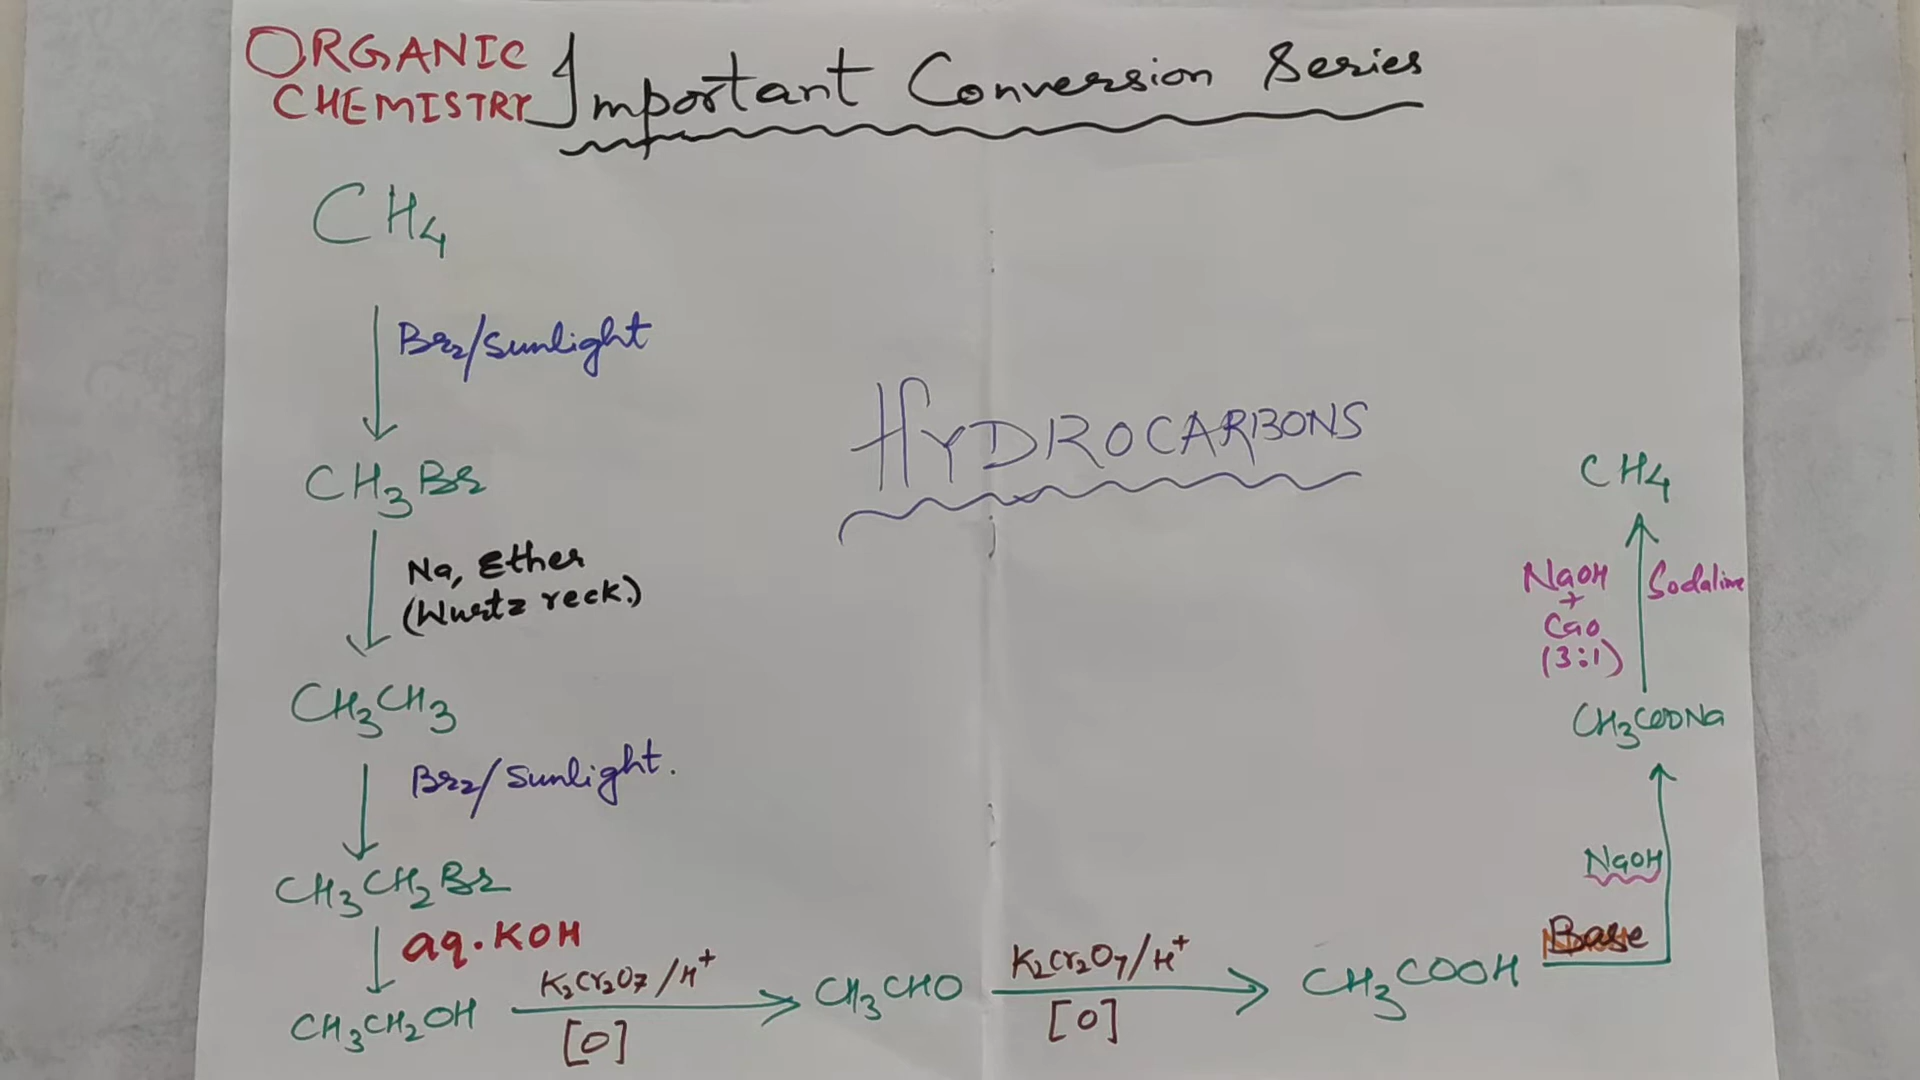 ORGANIC
CHEMISTRY
Important Conversion Series
CH4
Br2/Sunlight
CH3Br
Na, Ether
(Wurtz reck.)
CH3CH3
Br2/Sunlight.
CH3CH2Br
aq.KOH
CH3CH2OH
K2Cr2O7/H+
[O]
CH3CHO
K2Cr2O7/H+
[O]
CH3COOH
Base
NaOH
CH3COONa
NaOH
+
CaO
(3:1)
Sodalime
CH4
HYDROCARBONS